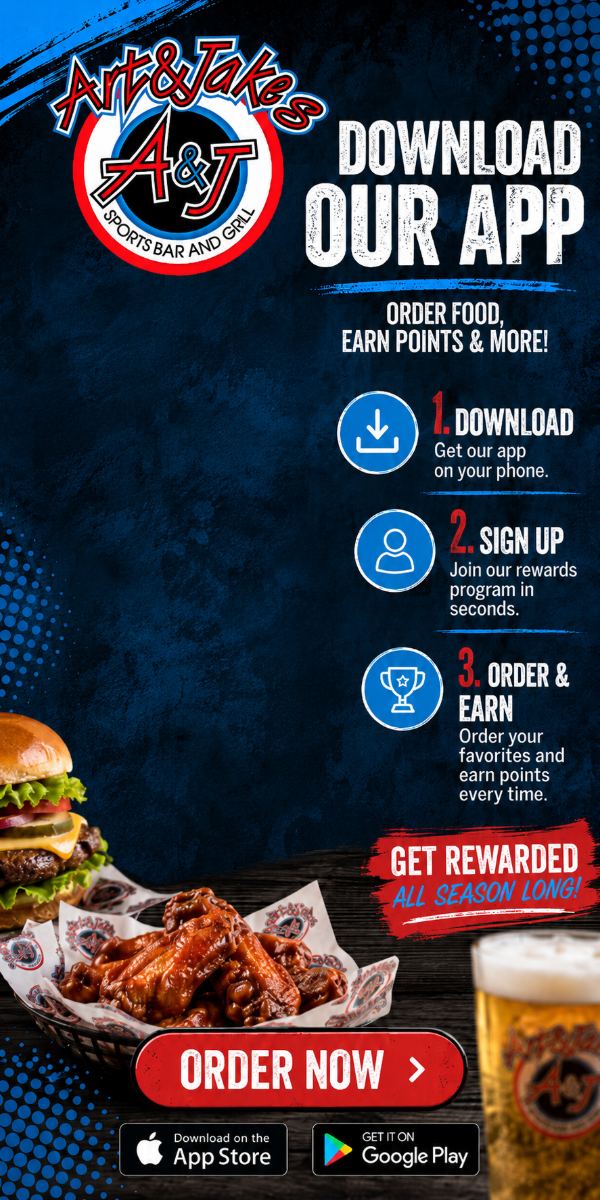 Art & Jakes
A & J
SPORTS BAR AND GRILL
DOWNLOAD
OUR APP
ORDER FOOD,
EARN POINTS & MORE!
1. DOWNLOAD
Get our app
on your phone.
2. SIGN UP
Join our rewards
program in
seconds.
3. ORDER &
EARN
Order your
favorites and
earn points
every time.
GET REWARDED
ALL SEASON LONG!
ORDER NOW
Download on the
App Store
GET IT ON
Google Play
A&J